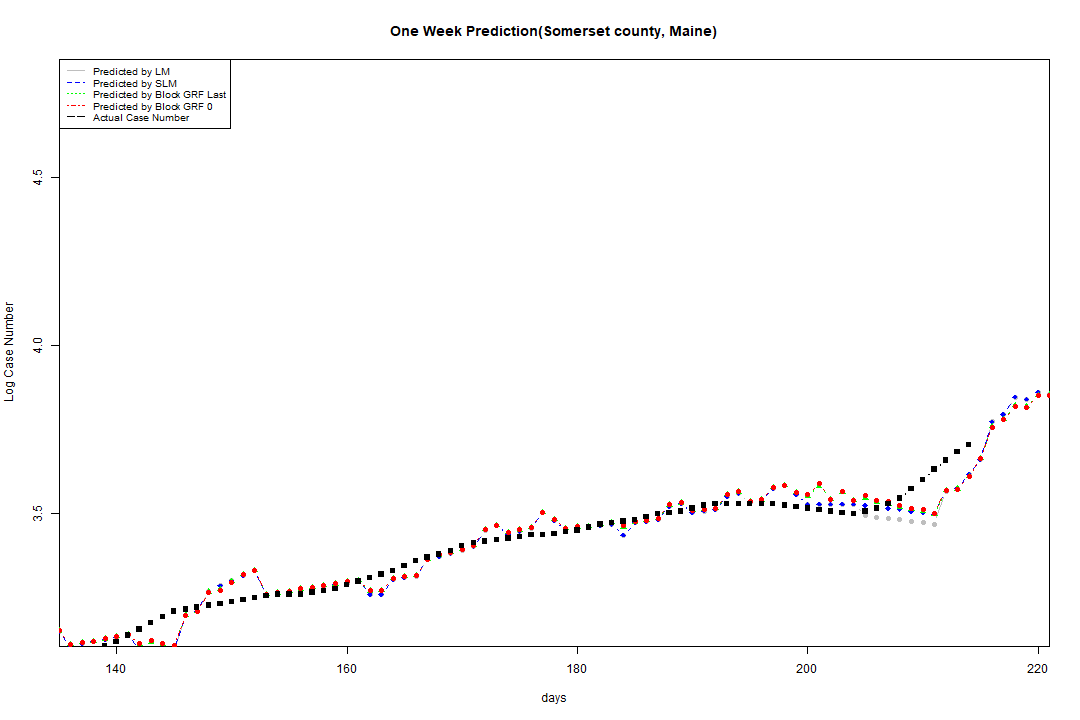 One Week Prediction(Somerset county, Maine)
Predicted by LM
Predicted by SLM
Predicted by Block GRF Last
Predicted by Block GRF 0
Actual Case Number
4.5
4.0
3.5
Log Case Number
140 160 180 200 220
days